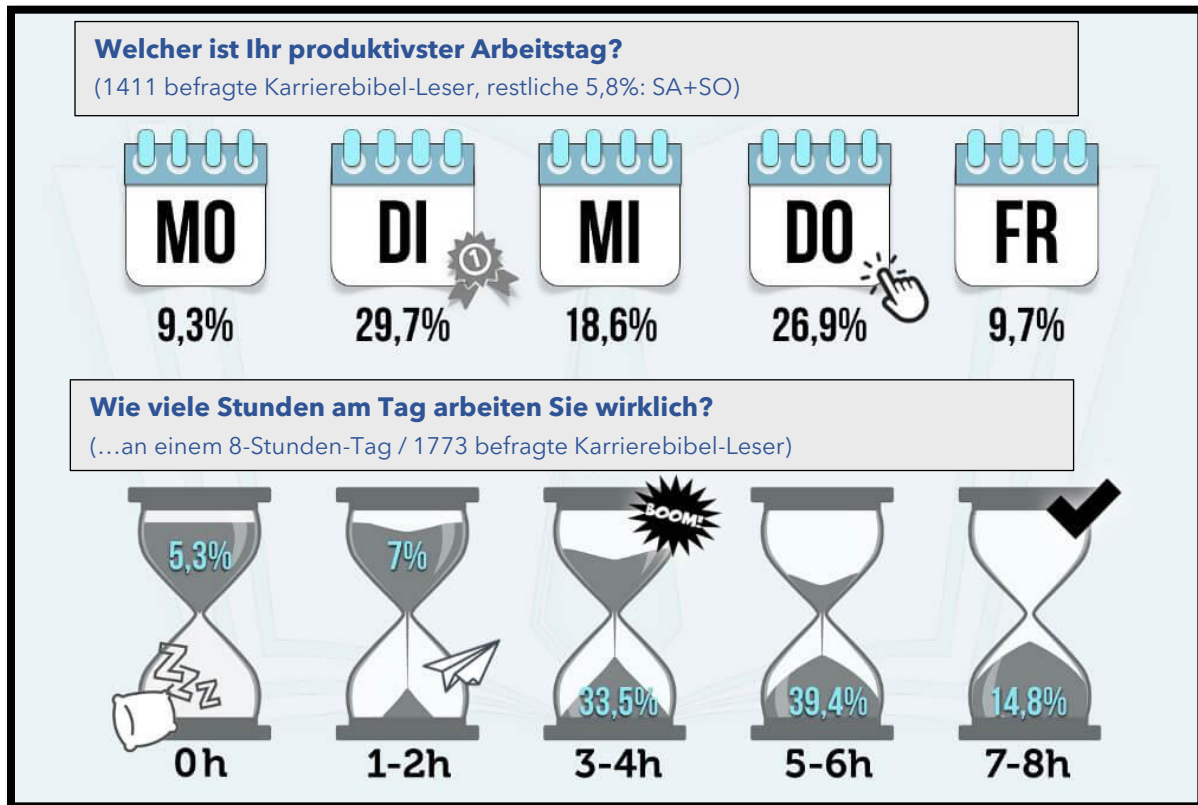 Welcher ist Ihr produktivster Arbeitstag?
(1411 befragte Karrierebibel-Leser, restliche 5,8%: SA+SO)
MO DI MI DO FR
1
9,3% 29,7% 18,6% 26,9% 9,7%
Wie viele Stunden am Tag arbeiten Sie wirklich?
(…an einem 8-Stunden-Tag / 1773 befragte Karrierebibel-Leser)
BOOM!
5,3% 7%
ZZZ
33,5% 39,4% 14,8%
0h 1-2h 3-4h 5-6h 7-8h